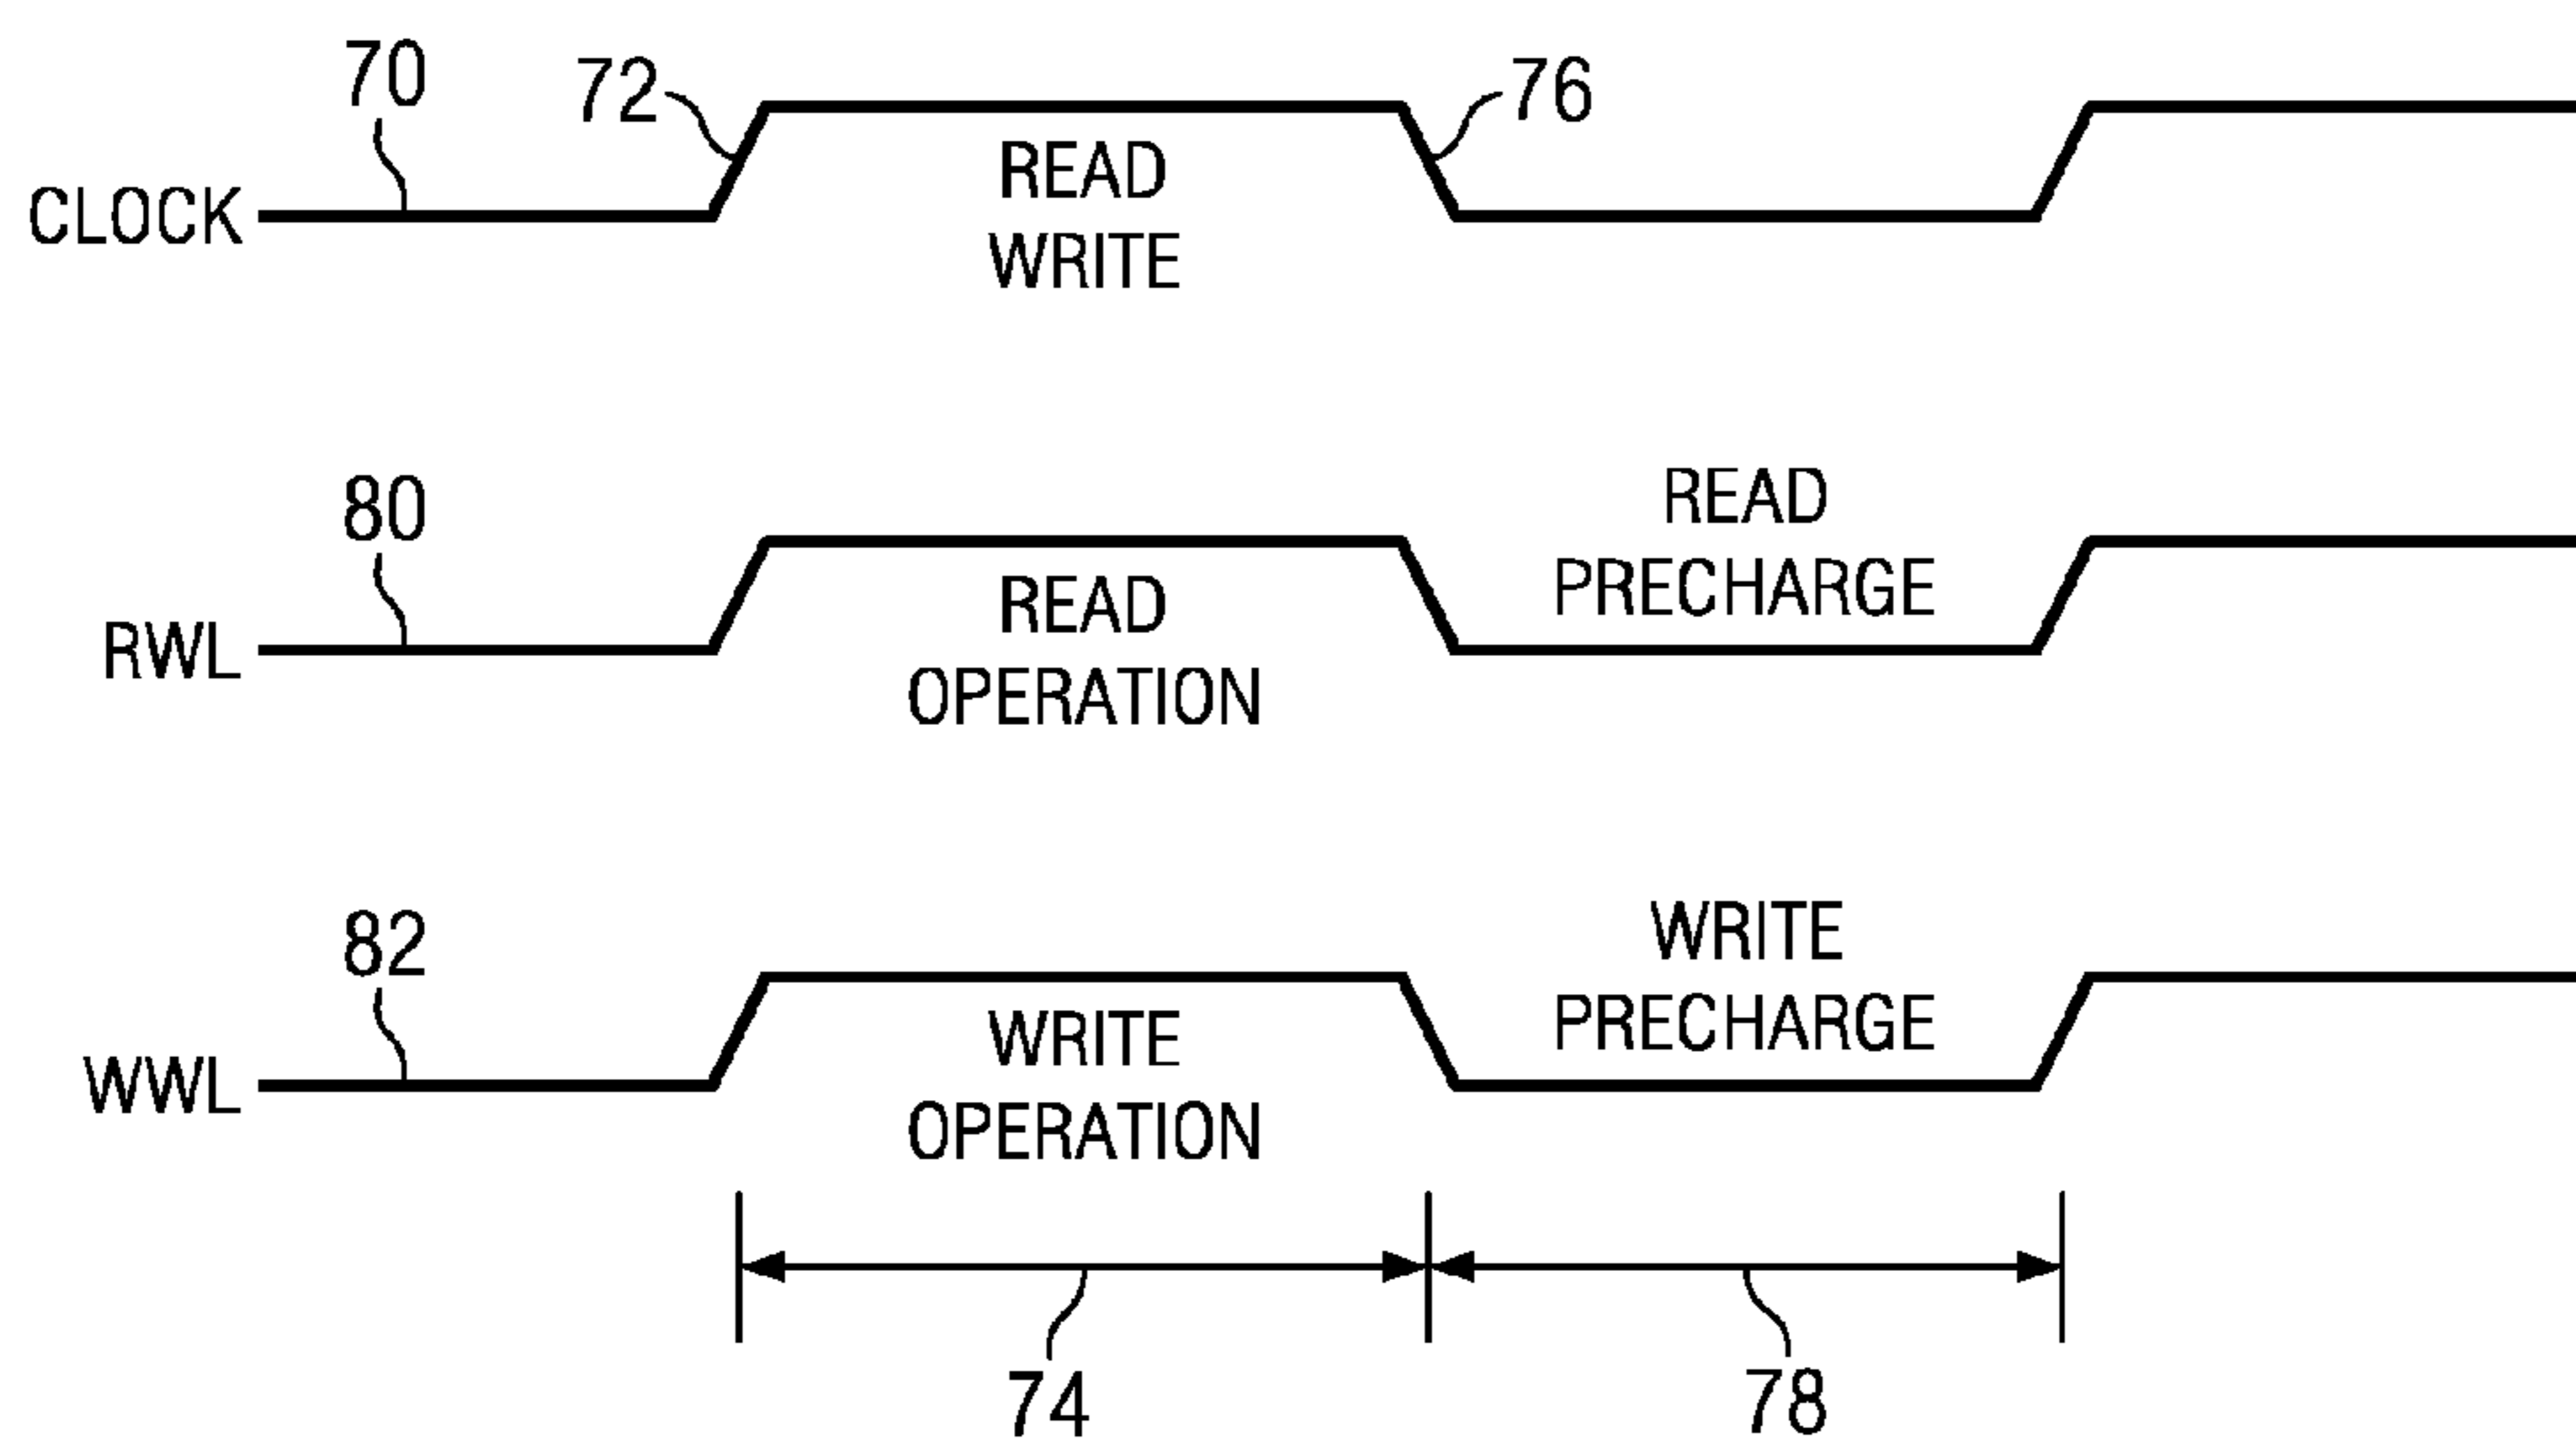 70
72
76
CLOCK
READ
WRITE
80
READ
PRECHARGE
RWL
READ
OPERATION
82
WRITE
PRECHARGE
WWL
WRITE
OPERATION
74
78